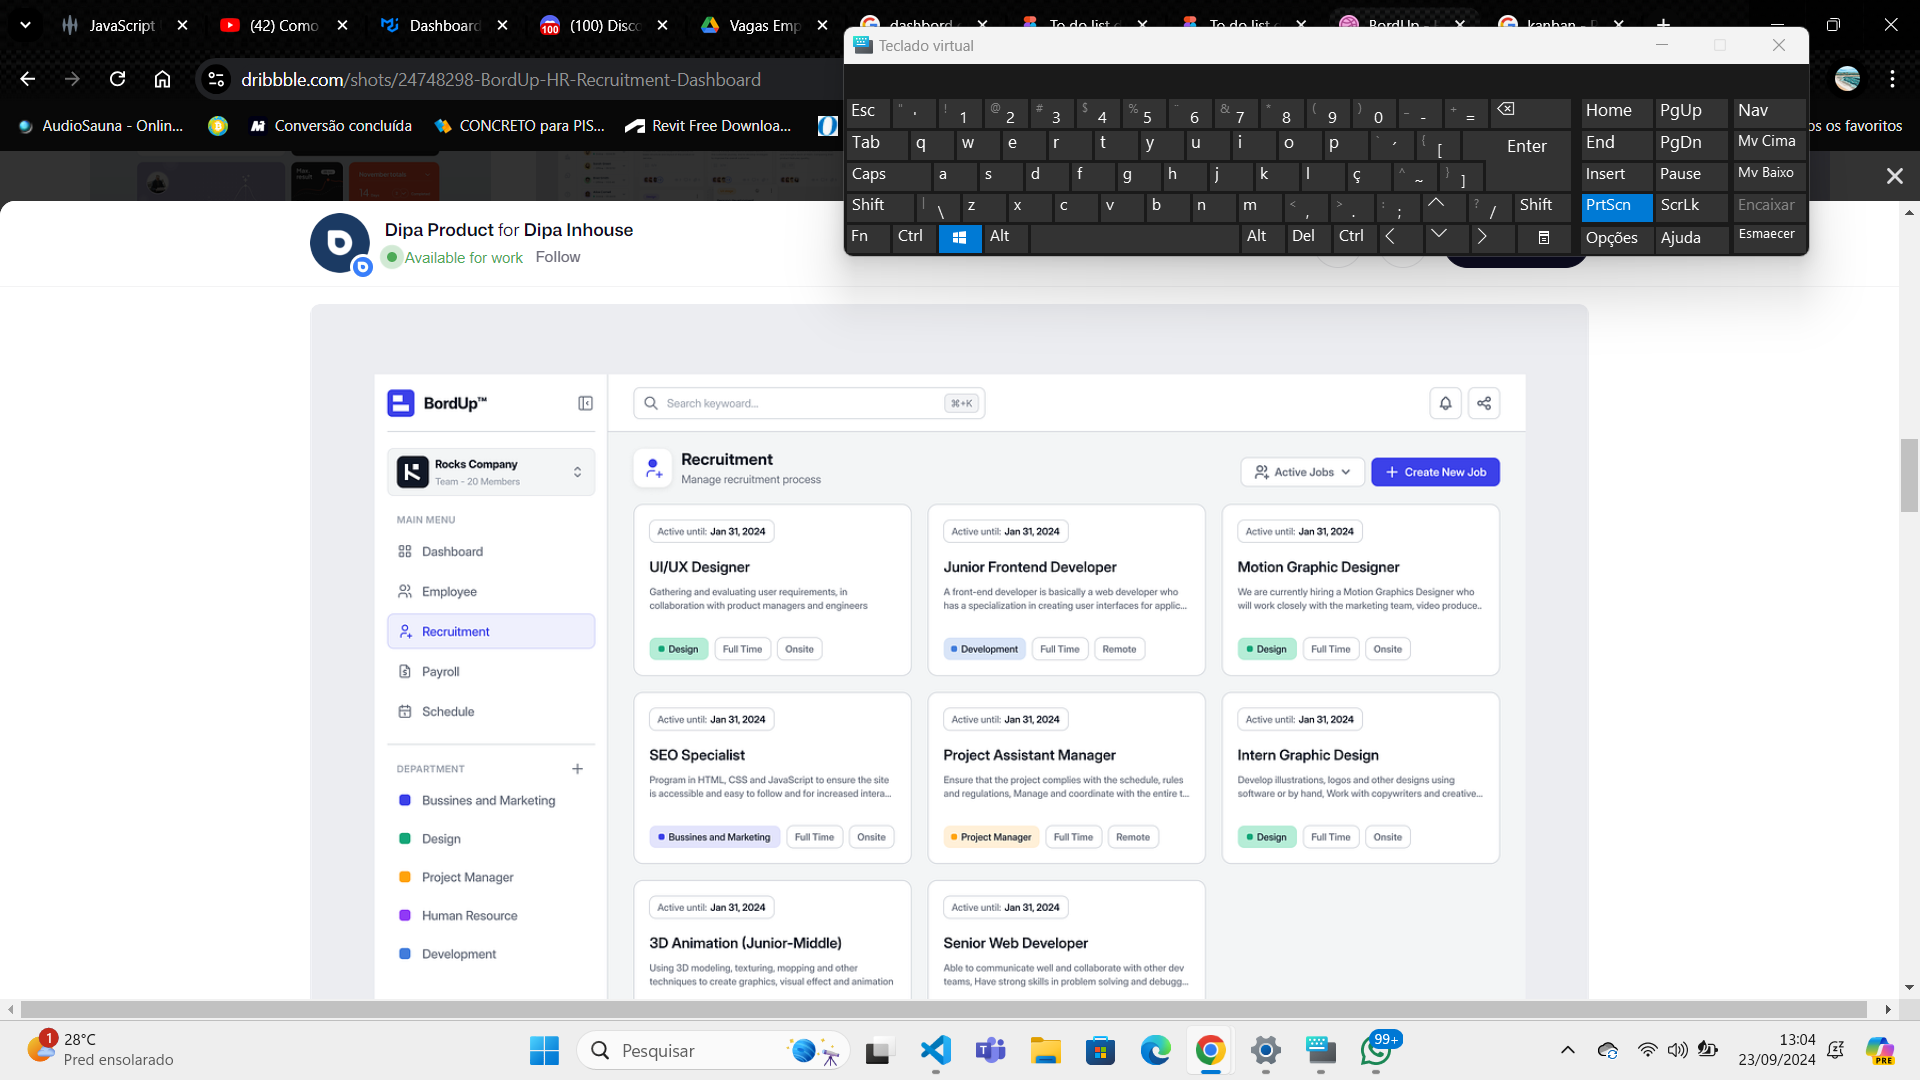 JavaScript
(42) Como
Dashboard
(100) Disco
Vagas Emp
dribbble.com/shots/24748298-BordUp-HR-Recruitment-Dashboard
AudioSauna - Onlin...
Conversão concluída
CONCRETO para PIS...
Revit Free Downloa...
os os favoritos
Teclado virtual
Esc " ' ! 1 @ 2 # 3 $ 4 % 5 ¨ 6 & 7 * 8 ( 9 ) 0 _ - + = Home PgUp Nav
Tab q w e r t y u i o p ` ´ { [ Enter End PgDn Mv Cima
Caps a s d f g h j k l ç ^ ~ } ] Insert Pause Mv Baixo
Shift | \ z x c v b n m < , > . : ; ? / Shift PrtScn ScrLk Encaixar
Fn Ctrl Alt Alt Del Ctrl Opções Ajuda Esmaecer
Dipa Product for Dipa Inhouse
Available for work Follow
BordUp™
Search keywoard...
⌘+K
Rocks Company
Team - 20 Members
MAIN MENU
Dashboard
Employee
Recruitment
Payroll
Schedule
DEPARTMENT
Bussines and Marketing
Design
Project Manager
Human Resource
Development
Recruitment
Manage recruitment process
Active Jobs
+ Create New Job
Active until: Jan 31, 2024
UI/UX Designer
Gathering and evaluating user requirements, in
collaboration with product managers and engineers
Design Full Time Onsite
Active until: Jan 31, 2024
Junior Frontend Developer
A front-end developer is basically a web developer who
has a specialization in creating user interfaces for applic...
Development Full Time Remote
Active until: Jan 31, 2024
Motion Graphic Designer
We are currently hiring a Motion Graphics Designer who
will work closely with the marketing team, video produce..
Design Full Time Onsite
Active until: Jan 31, 2024
SEO Specialist
Program in HTML, CSS and JavaScript to ensure the site
is accessible and easy to follow and for increased intera...
Bussines and Marketing Full Time Onsite
Active until: Jan 31, 2024
Project Assistant Manager
Ensure that the project complies with the schedule, rules
and regulations, Manage and coordinate with the entire t...
Project Manager Full Time Remote
Active until: Jan 31, 2024
Intern Graphic Design
Develop illustrations, logos and other designs using
software or by hand, Work with copywriters and creative...
Design Full Time Onsite
Active until: Jan 31, 2024
3D Animation (Junior-Middle)
Using 3D modeling, texturing, mapping and other
techniques to create graphics, visual effect and animation
Active until: Jan 31, 2024
Senior Web Developer
Able to communicate well and collaborate with other dev
teams, Have strong skills in problem solving and debugg...
1
28°C
Pred ensolarado
Pesquisar
99+
13:04
23/09/2024
PRE